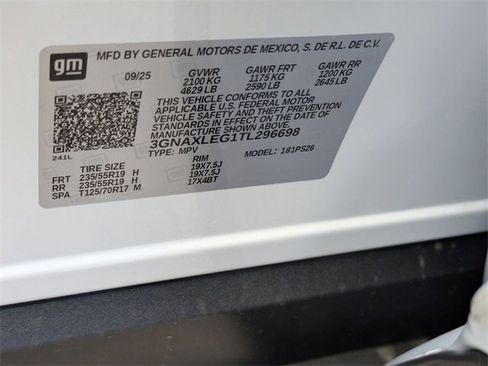 gm
MFD BY GENERAL MOTORS DE MEXICO, S. DE R.L. DE C.V.
09/25 GVWR GAWR FRT GAWR RR
2100 KG 1175 KG 1200 KG
4629 LB 2590 LB 2645 LB
THIS VEHICLE CONFORMS TO ALL
APPLICABLE U.S. FEDERAL MOTOR
VEHICLE SAFETY AND THEFT PREVENTION
STANDARDS IN EFFECT ON THE DATE OF
MANUFACTURE SHOWN ABOVE.
3GNAXLEG1TL296698
241L TYPE: MPV MODEL: 181PS26
TIRE SIZE RIM
FRT 235/55R19 H 19X7.5J
RR 235/55R19 H 19X7.5J
SPA T125/70R17 M 17X4BT